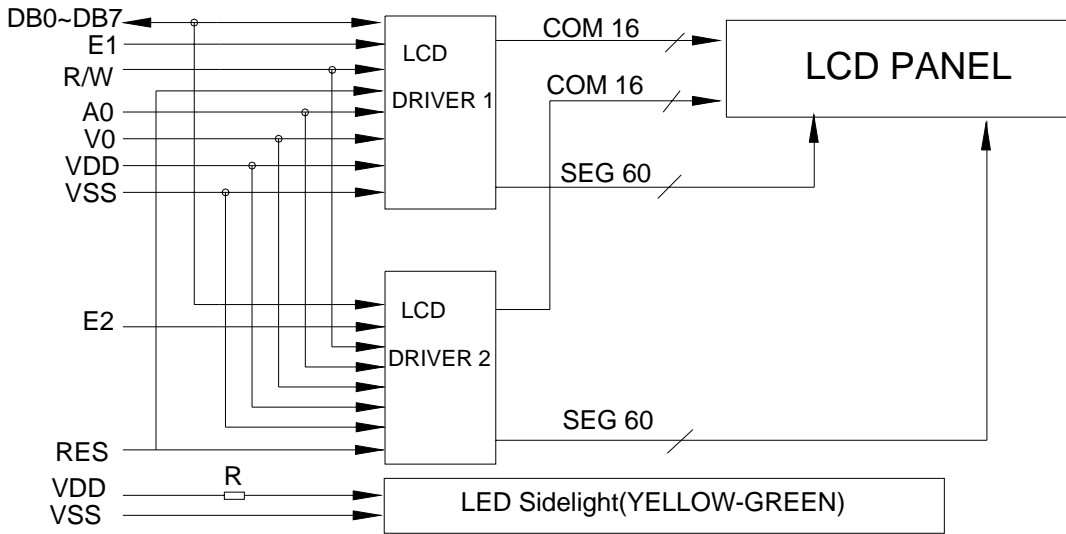 DB0~DB7
E1
R/W
A0
V0
VDD
VSS
LCD
DRIVER 1
COM 16
COM 16
SEG 60
LCD PANEL
E2
RES
LCD
DRIVER 2
SEG 60
VDD
VSS
R
LED Sidelight(YELLOW-GREEN)